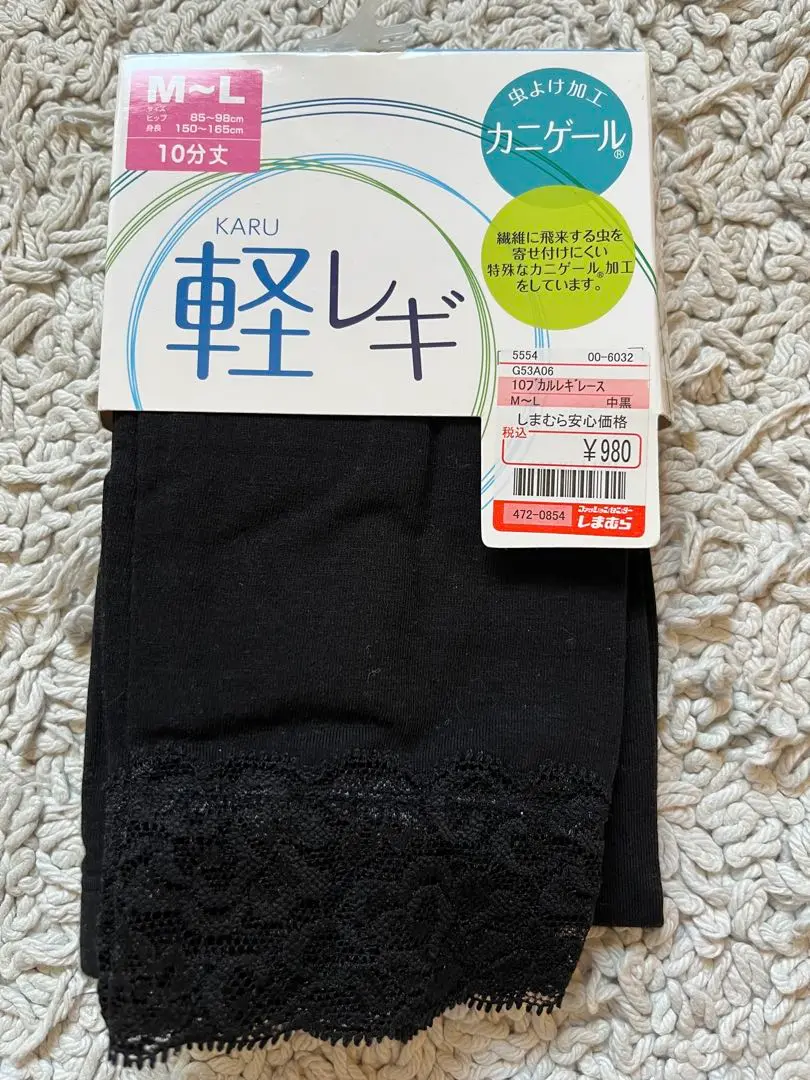 M~L
サイズ
ヒップ 85~98cm
身長 150~165cm
10分丈
虫よけ加工
カニゲール®
KARU
軽レギ
繊維に飛来する虫を
寄せ付けにくい
特殊なカニゲール®加工
をしています。
5554 00-6032
G53A06
10ブカルレギレース
M~L 中黒
しまむら安心価格
税込
¥980
472-0854
ファッションセンター
しまむら